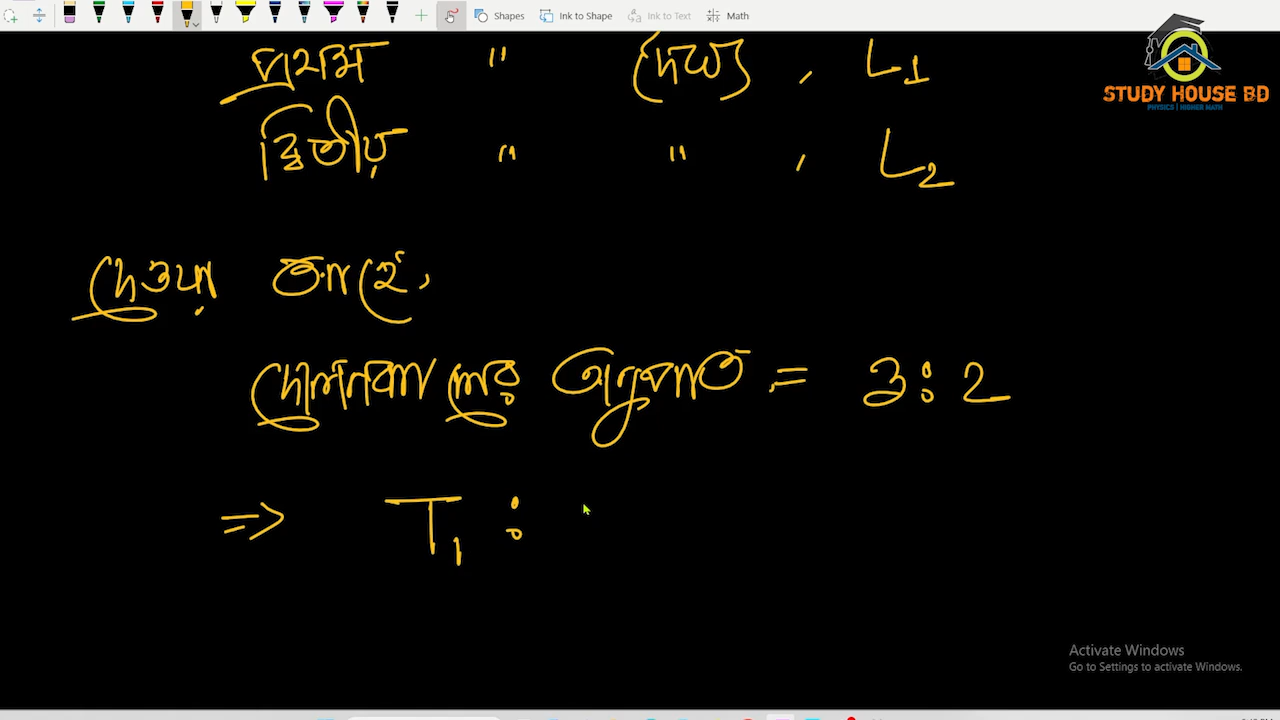 Shapes Ink to Shape Ink to Text Math
STUDY HOUSE BD
PHYSICS | HIGHER MATH
প্রথম " দৈর্ঘ্য , L1
দ্বিতীয় " " , L2
দেওয়া আছে,
দোলনকালের অনুপাত = 3 : 2
=> T1 :
Activate Windows
Go to Settings to activate Windows.